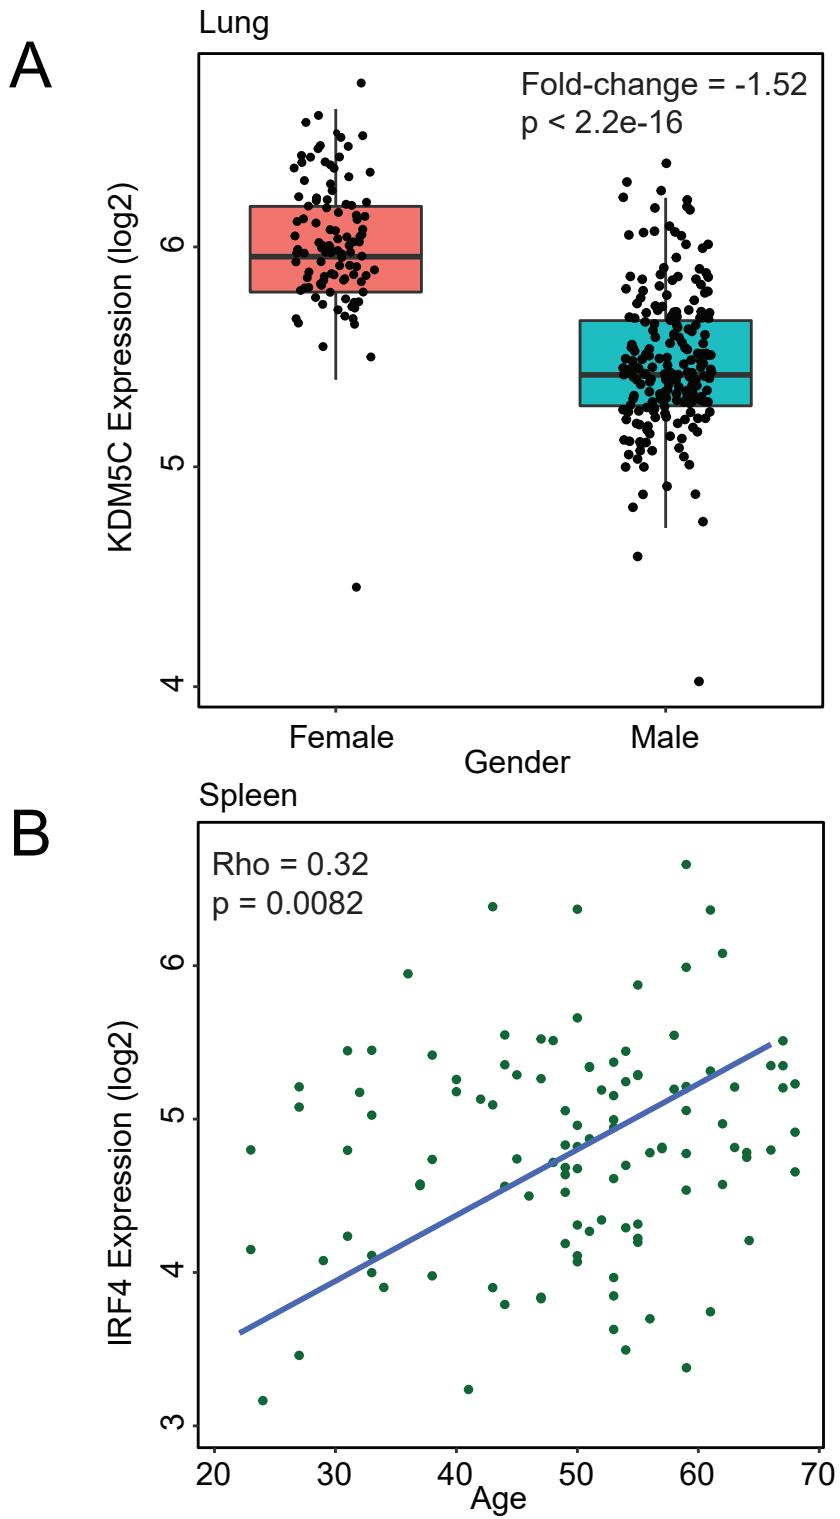 Lung
A
Fold-change = -1.52
p < 2.2e-16
KDM5C Expression (log2)
6
5
4
Female
Male
Gender
Spleen
B
Rho = 0.32
p = 0.0082
IRF4 Expression (log2)
6
5
4
3
20 30 40 50 60 70
Age